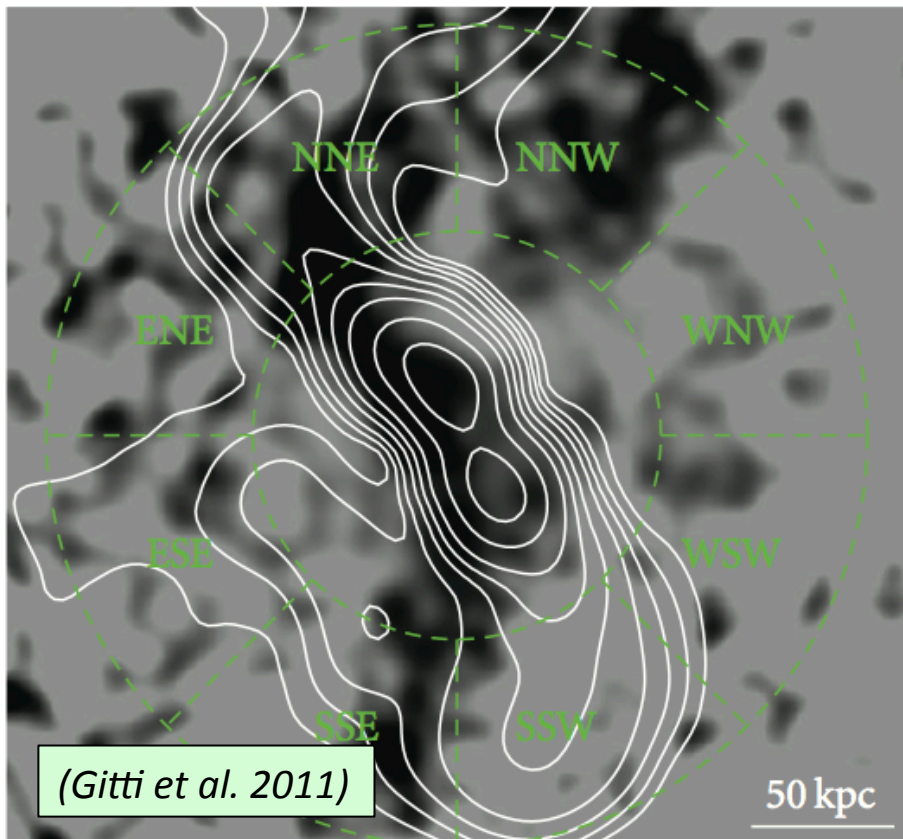 NNE NNW
ENE WNW
ESE WSW
SSE SSW
(Gitti et al. 2011)
50 kpc